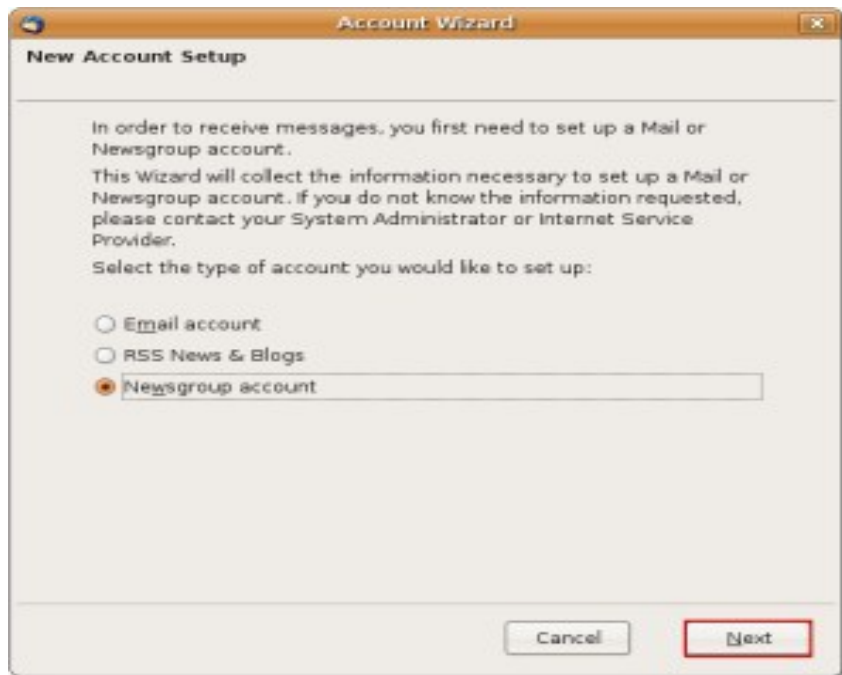 Account Wizard
New Account Setup
In order to receive messages, you first need to set up a Mail or
Newsgroup account.
This Wizard will collect the information necessary to set up a Mail or
Newsgroup account. If you do not know the information requested,
please contact your System Administrator or Internet Service
Provider.
Select the type of account you would like to set up:
Email account
RSS News & Blogs
Newsgroup account
Cancel
Next